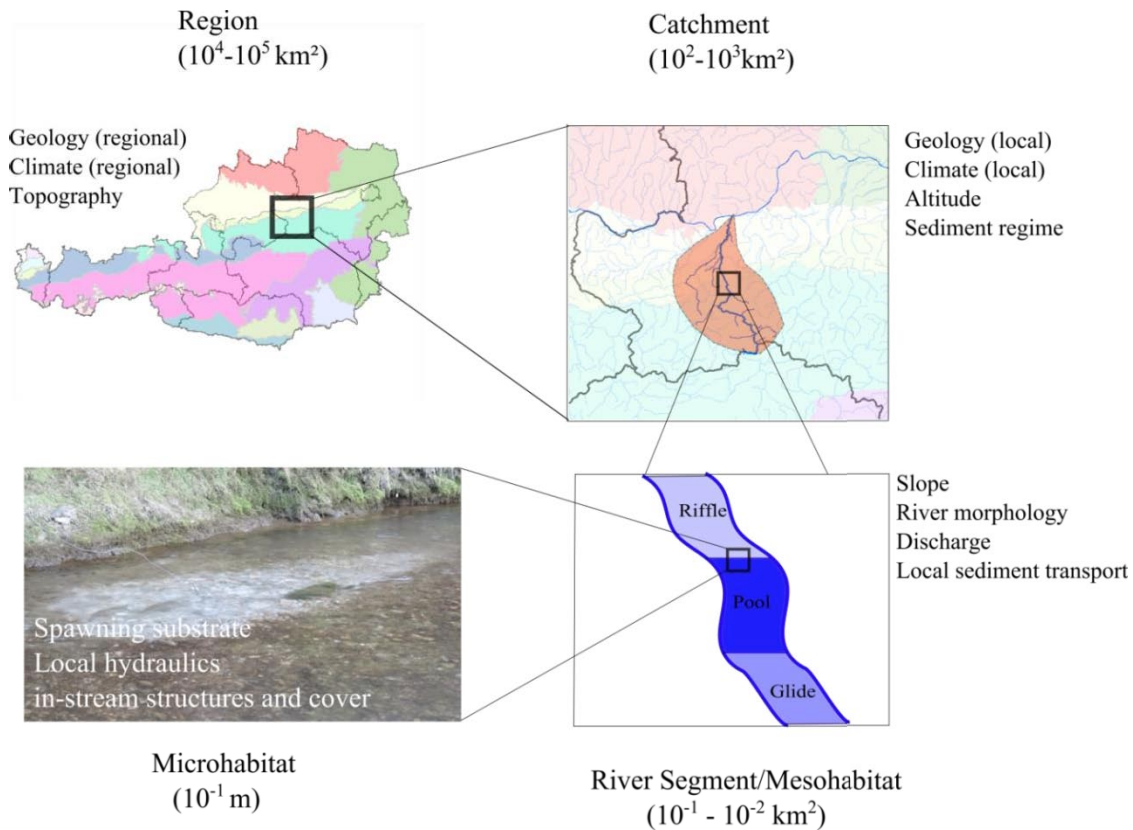 Region
(10⁴-10⁵ km²)
Geology (regional)
Climate (regional)
Topography
Catchment
(10²-10³km²)
Geology (local)
Climate (local)
Altitude
Sediment regime
Spawning substrate
Local hydraulics
in-stream structures and cover
Microhabitat
(10⁻¹ m)
Riffle
Pool
Glide
Slope
River morphology
Discharge
Local sediment transport
River Segment/Mesohabitat
(10⁻¹ - 10⁻² km²)